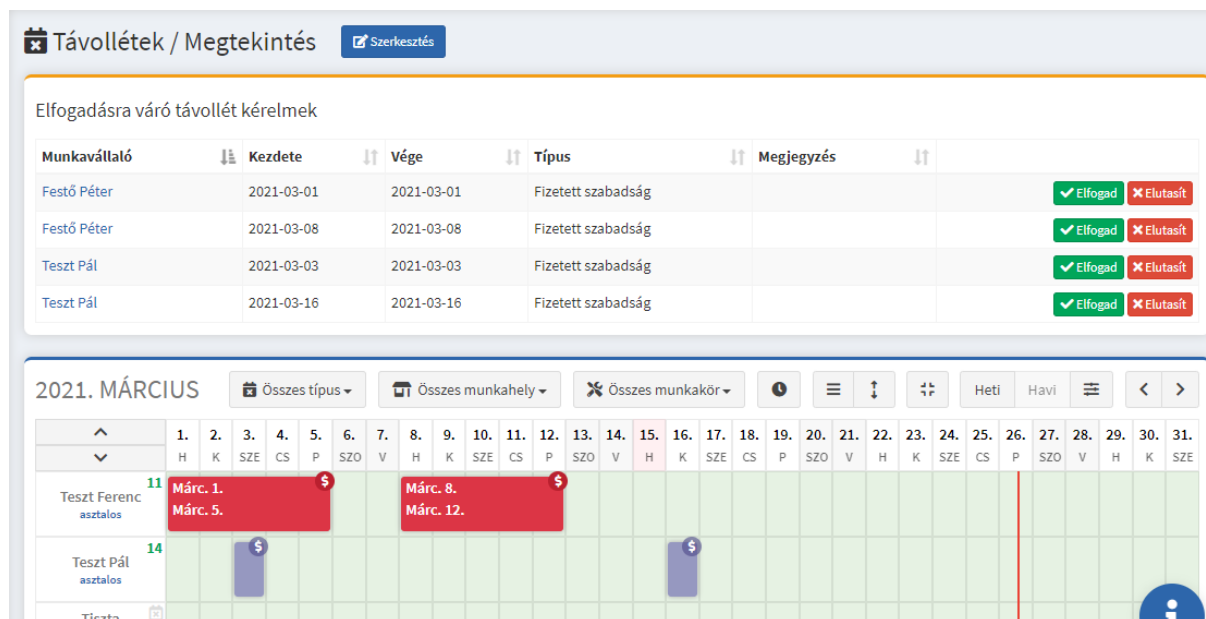 Távollétek / Megtekintés Szerkesztés
Elfogadásra váró távollét kérelmek
Munkavállaló Kezdete Vége Típus Megjegyzés
Festő Péter 2021-03-01 2021-03-01 Fizetett szabadság Elfogad Elutasít
Festő Péter 2021-03-08 2021-03-08 Fizetett szabadság Elfogad Elutasít
Teszt Pál 2021-03-03 2021-03-03 Fizetett szabadság Elfogad Elutasít
Teszt Pál 2021-03-16 2021-03-16 Fizetett szabadság Elfogad Elutasít
2021. MÁRCIUS Összes típus Összes munkahely Összes munkakör Heti Havi
1. 2. 3. 4. 5. 6. 7. 8. 9. 10. 11. 12. 13. 14. 15. 16. 17. 18. 19. 20. 21. 22. 23. 24. 25. 26. 27. 28. 29. 30. 31.
H K SZE CS P SZO V H K SZE CS P SZO V H K SZE CS P SZO V H K SZE CS P SZO V H K SZE
Teszt Ferenc 11 Márc. 1. $ Márc. 8. $
asztalos Márc. 5. Márc. 12.
Teszt Pál 14 $ $
asztalos
Tiszta